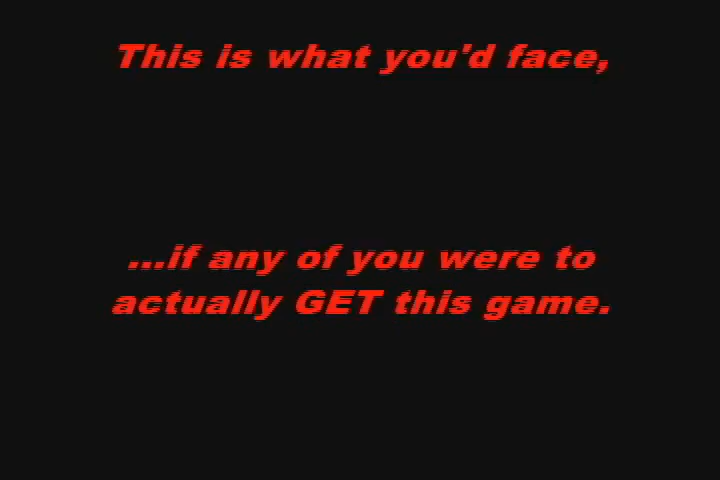 This is what you'd face,
...if any of you were to
actually GET this game.